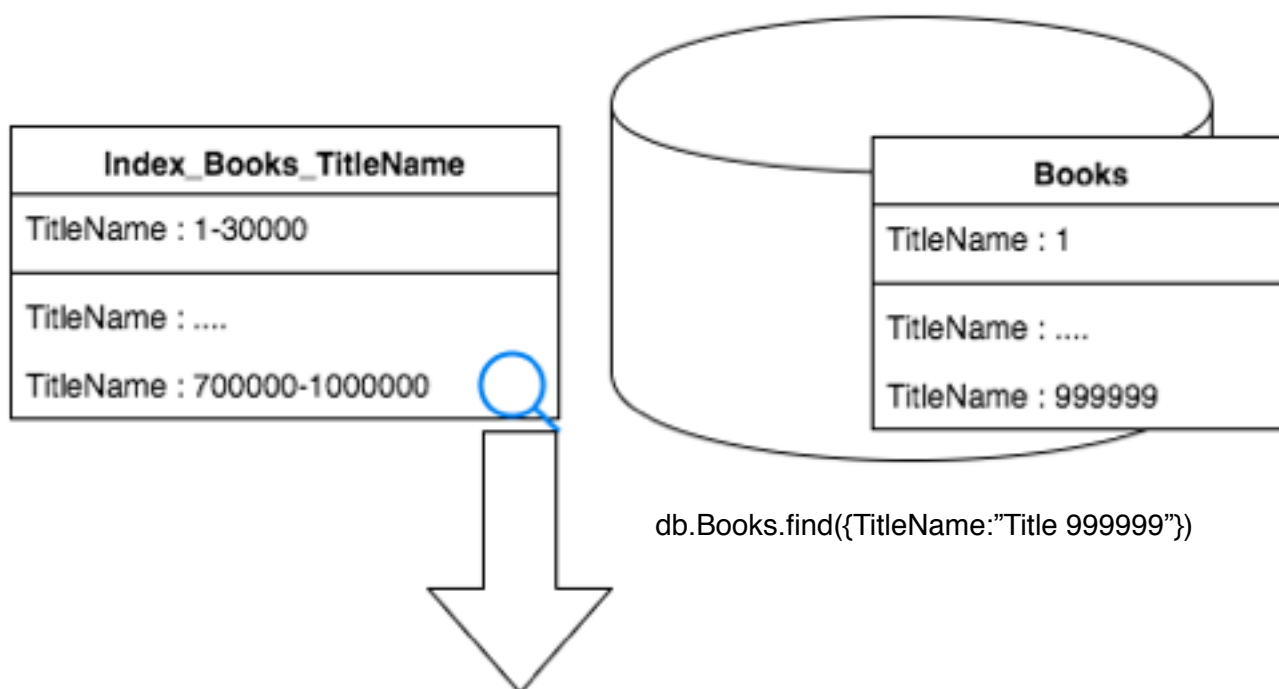 Index_Books_TitleName
TitleName : 1-30000
TitleName : ....
TitleName : 700000-1000000
Books
TitleName : 1
TitleName : ....
TitleName : 999999
db.Books.find({TitleName:”Title 999999”})